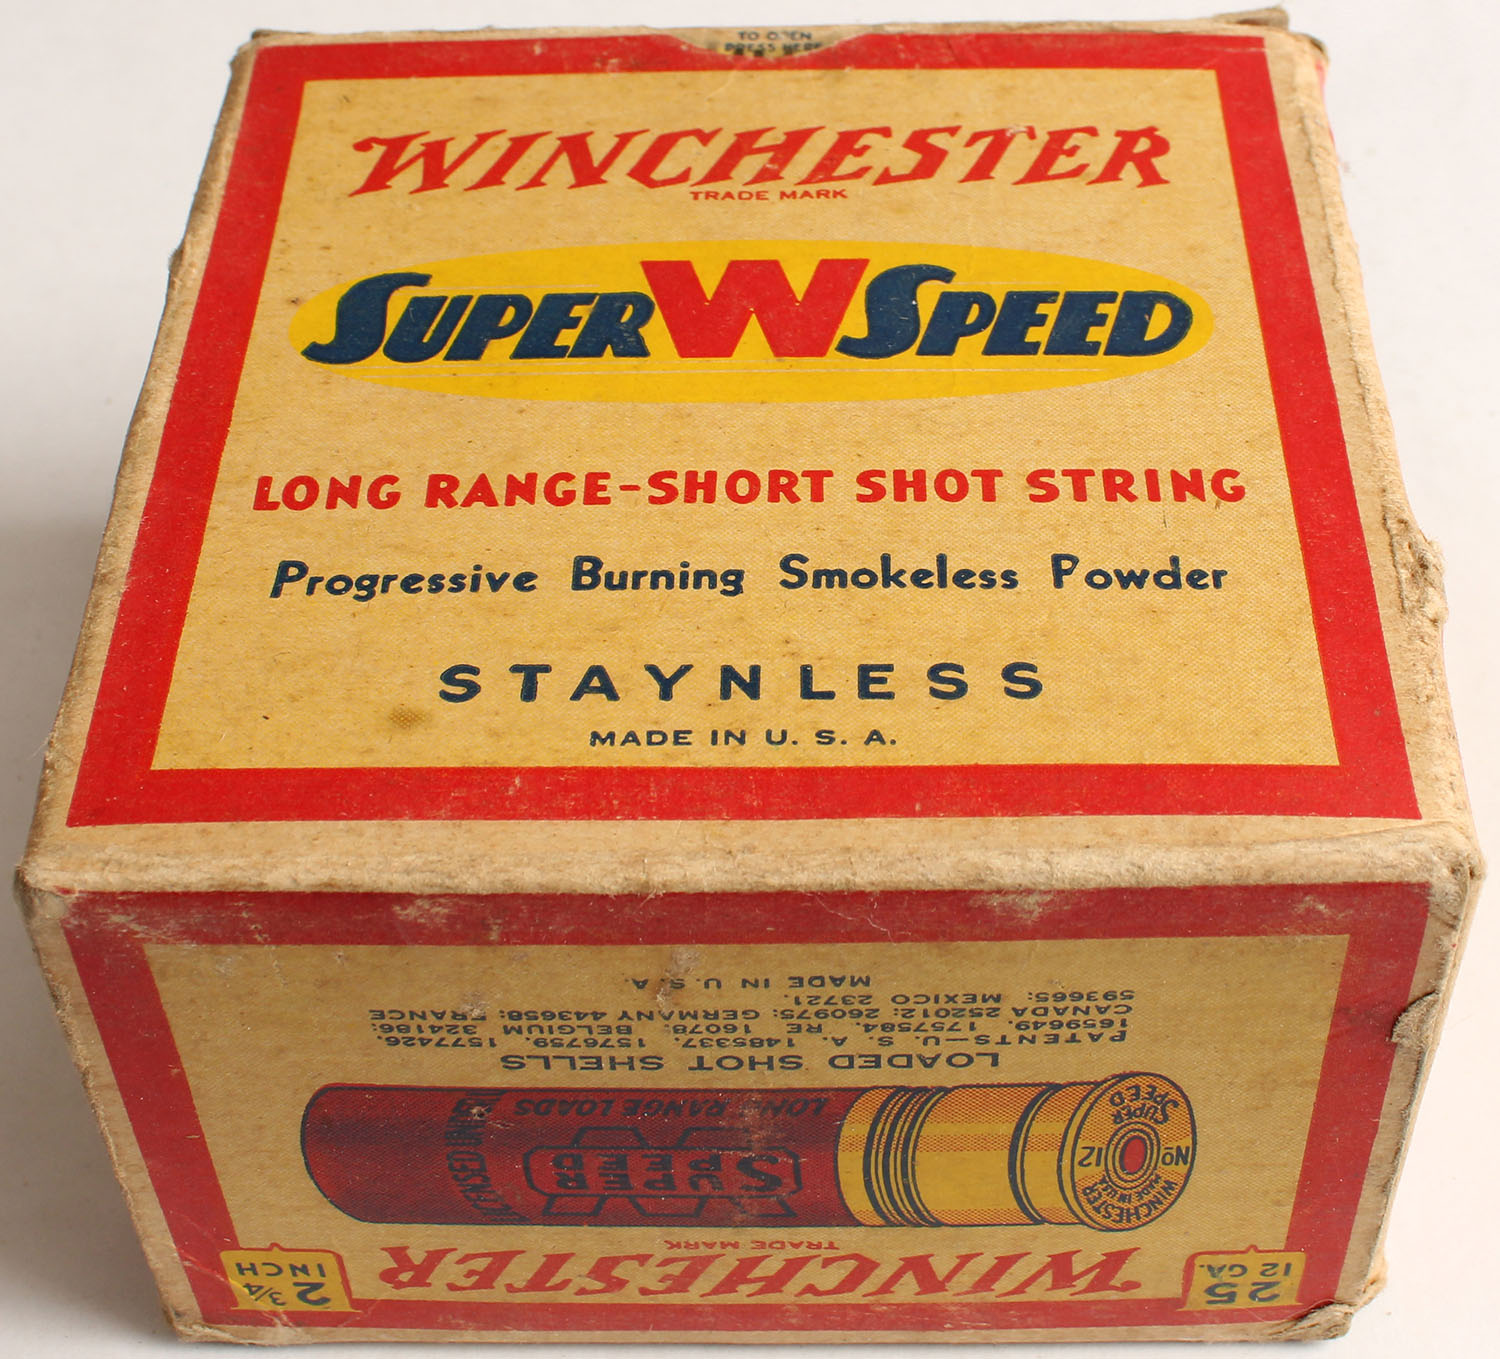 TO OPEN
PRESS HERE
WINCHESTER
TRADE MARK
SUPER W SPEED
LONG RANGE-SHORT SHOT STRING
Progressive Burning Smokeless Powder
STAYNLESS
MADE IN U. S. A.
25
12 GA.
WINCHESTER
TRADE MARK
2 3/4
INCH
WINCHESTER
MADE IN U.S.A.
No 12
SUPER
SPEED
SUPER
SPEED
LONG RANGE LOADS
LOADED SHOT SHELLS
PATENTS—U. S. A. 1485337. 1576759. 1577426.
1659649. 1757584. RE 16078: BELGIUM 324186:
CANADA 252012: 260975: GERMANY 443658: FRANCE
593665: MEXICO 23721.
MADE IN U.S.A.